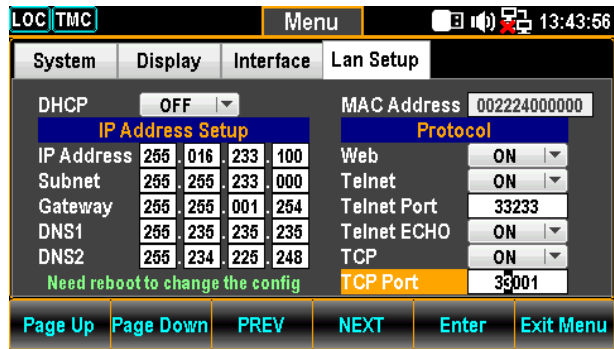 LOC TMC Menu 13:43:56
System Display Interface Lan Setup
DHCP OFF MAC Address 002224000000
IP Address Setup Protocol
IP Address 255 . 016 . 233 . 100 Web ON
Subnet 255 . 255 . 233 . 000 Telnet ON
Gateway 255 . 255 . 001 . 254 Telnet Port 33233
DNS1 255 . 235 . 235 . 235 Telnet ECHO ON
DNS2 255 . 234 . 225 . 248 TCP ON
Need reboot to change the config TCP Port 33001
Page Up Page Down PREV NEXT Enter Exit Menu